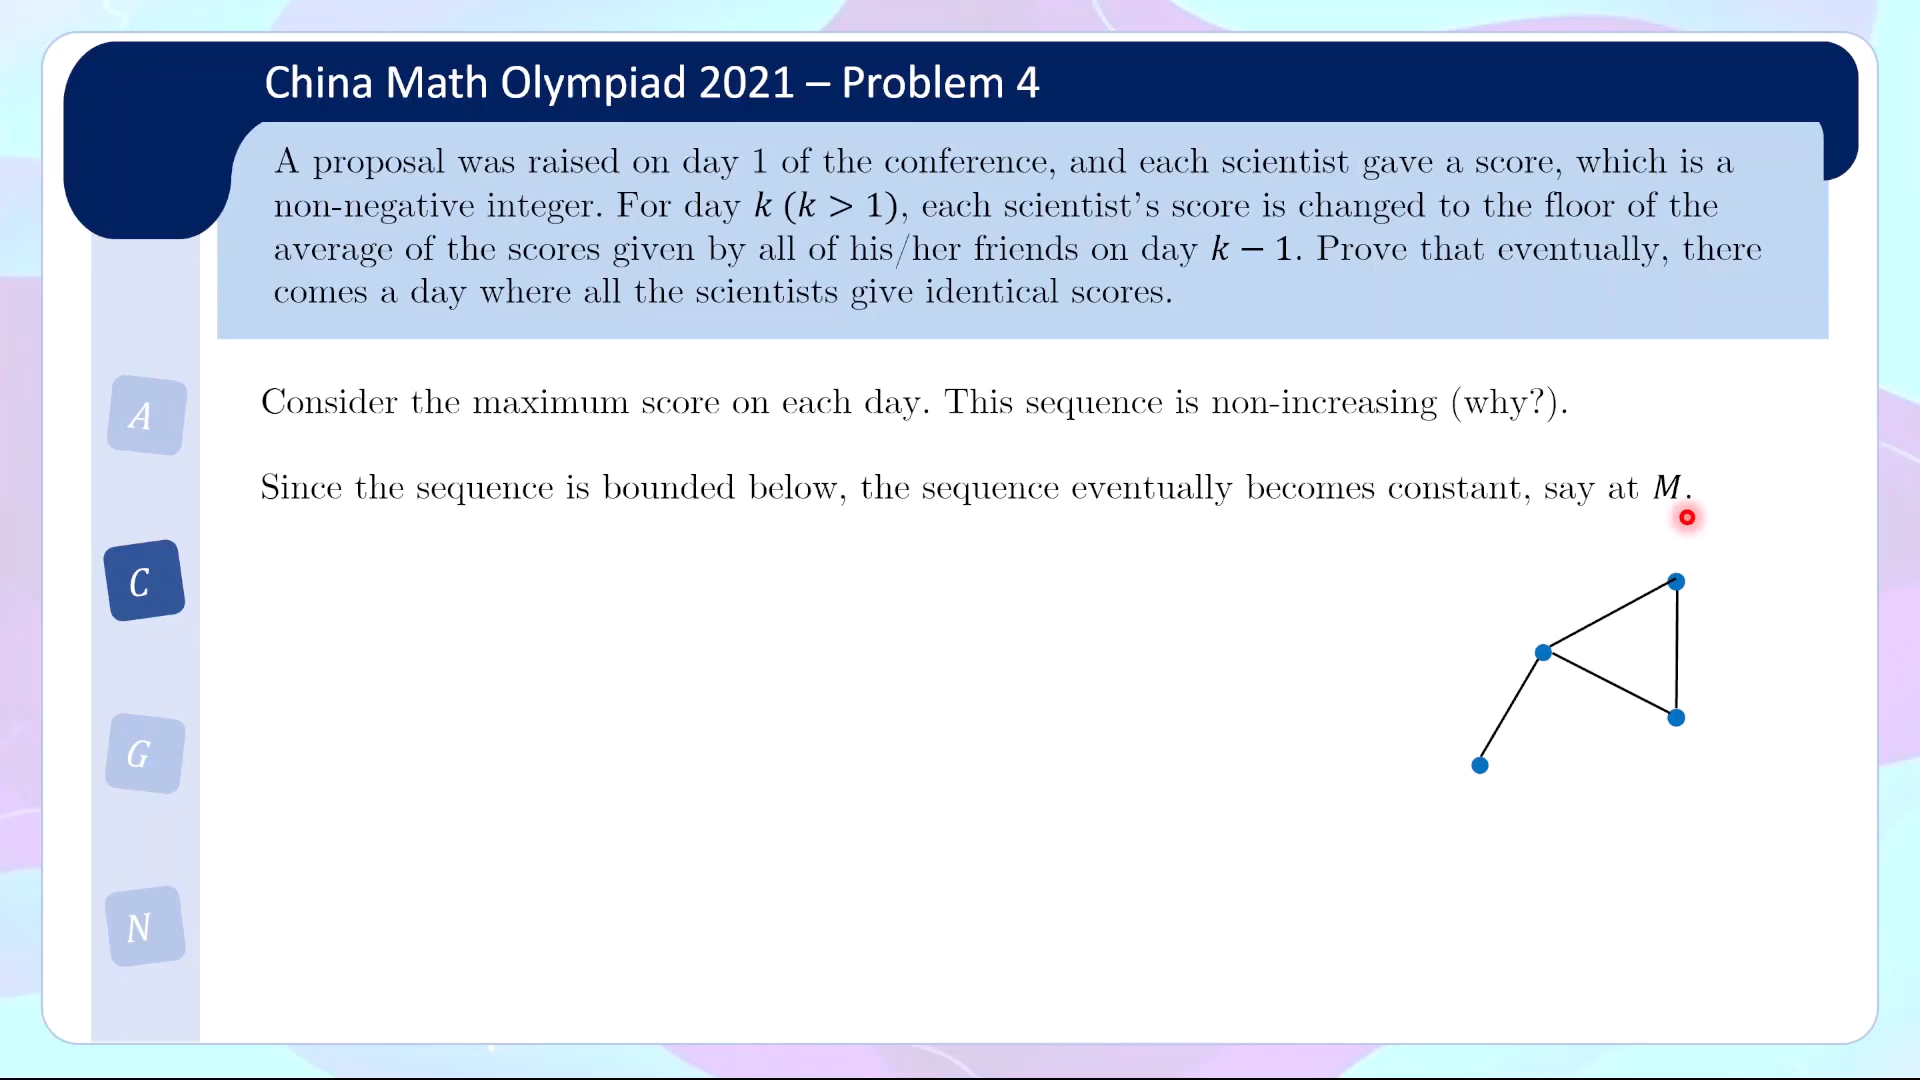 China Math Olympiad 2021 – Problem 4
A proposal was raised on day 1 of the conference, and each scientist gave a score, which is a
non-negative integer. For day k (k > 1), each scientist's score is changed to the floor of the
average of the scores given by all of his/her friends on day k − 1. Prove that eventually, there
comes a day where all the scientists give identical scores.
Consider the maximum score on each day. This sequence is non-increasing (why?).
Since the sequence is bounded below, the sequence eventually becomes constant, say at M.
A
C
G
N